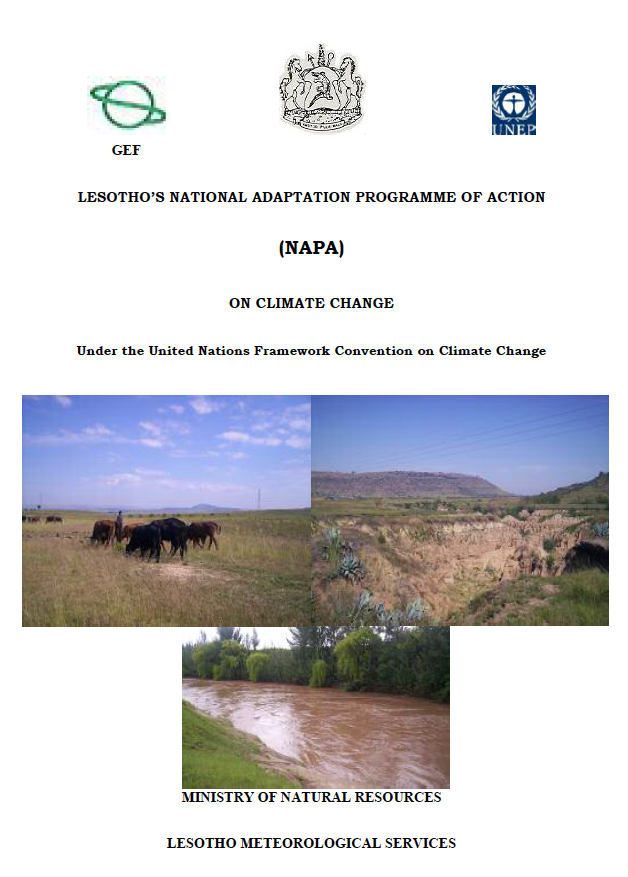 UNEP
GEF
LESOTHO’S NATIONAL ADAPTATION PROGRAMME OF ACTION
(NAPA)
ON CLIMATE CHANGE
Under the United Nations Framework Convention on Climate Change
MINISTRY OF NATURAL RESOURCES
LESOTHO METEOROLOGICAL SERVICES